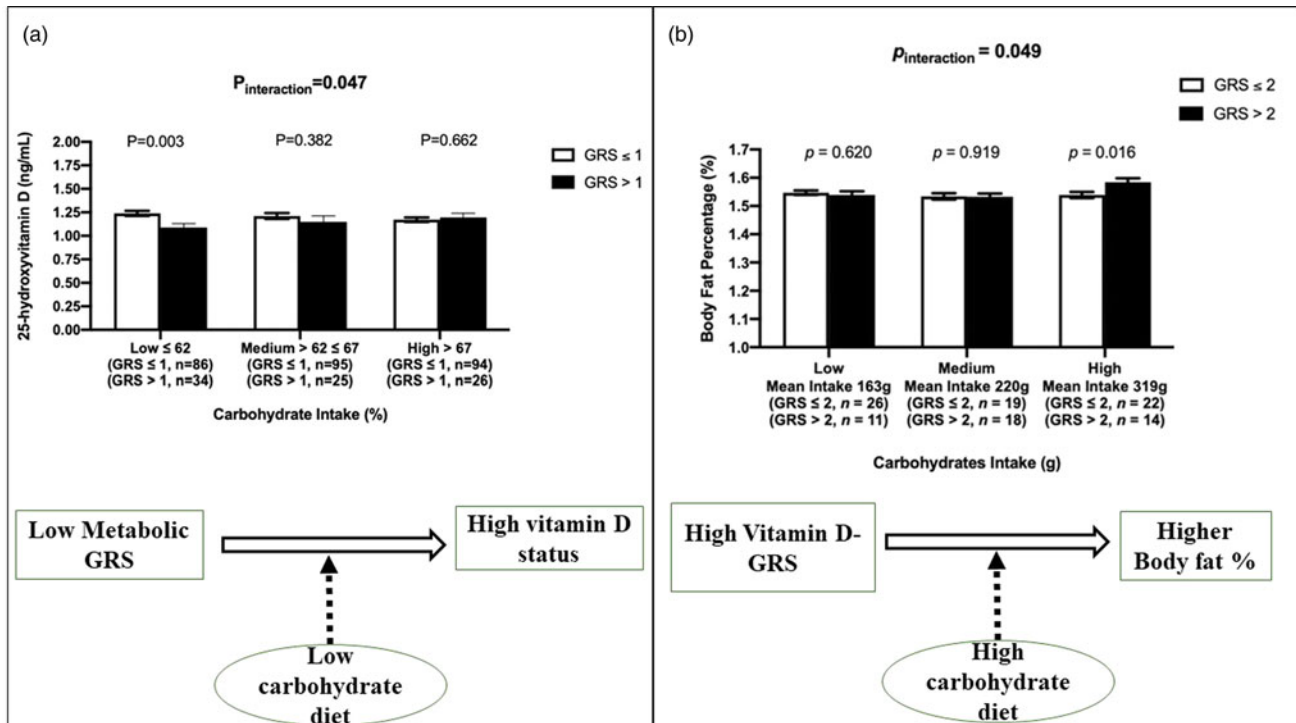 (a)
P interaction=0.047
P=0.003
P=0.382
P=0.662
GRS ≤ 1
GRS > 1
25-hydroxyvitamin D (ng/mL)
2.00
1.75
1.50
1.25
1.00
0.75
0.50
0.25
0.00
Low ≤ 62
(GRS ≤ 1, n=86)
(GRS > 1, n=34)
Medium > 62 ≤ 67
(GRS ≤ 1, n=95)
(GRS > 1, n=25)
High > 67
(GRS ≤ 1, n=94)
(GRS > 1, n=26)
Carbohydrate Intake (%)
Low Metabolic
GRS
High vitamin D
status
Low
carbohydrate
diet
(b)
p interaction = 0.049
GRS ≤ 2
GRS > 2
p = 0.620
p = 0.919
p = 0.016
Body Fat Percentage (%)
1.7
1.6
1.5
1.4
1.3
1.2
1.1
1.0
Low
Mean Intake 163g
(GRS ≤ 2, n = 26)
(GRS > 2, n = 11)
Medium
Mean Intake 220g
(GRS ≤ 2, n = 19)
(GRS > 2, n = 18)
High
Mean Intake 319g
(GRS ≤ 2, n = 22)
(GRS > 2, n = 14)
Carbohydrates Intake (g)
High Vitamin D-
GRS
Higher
Body fat %
High
carbohydrate
diet